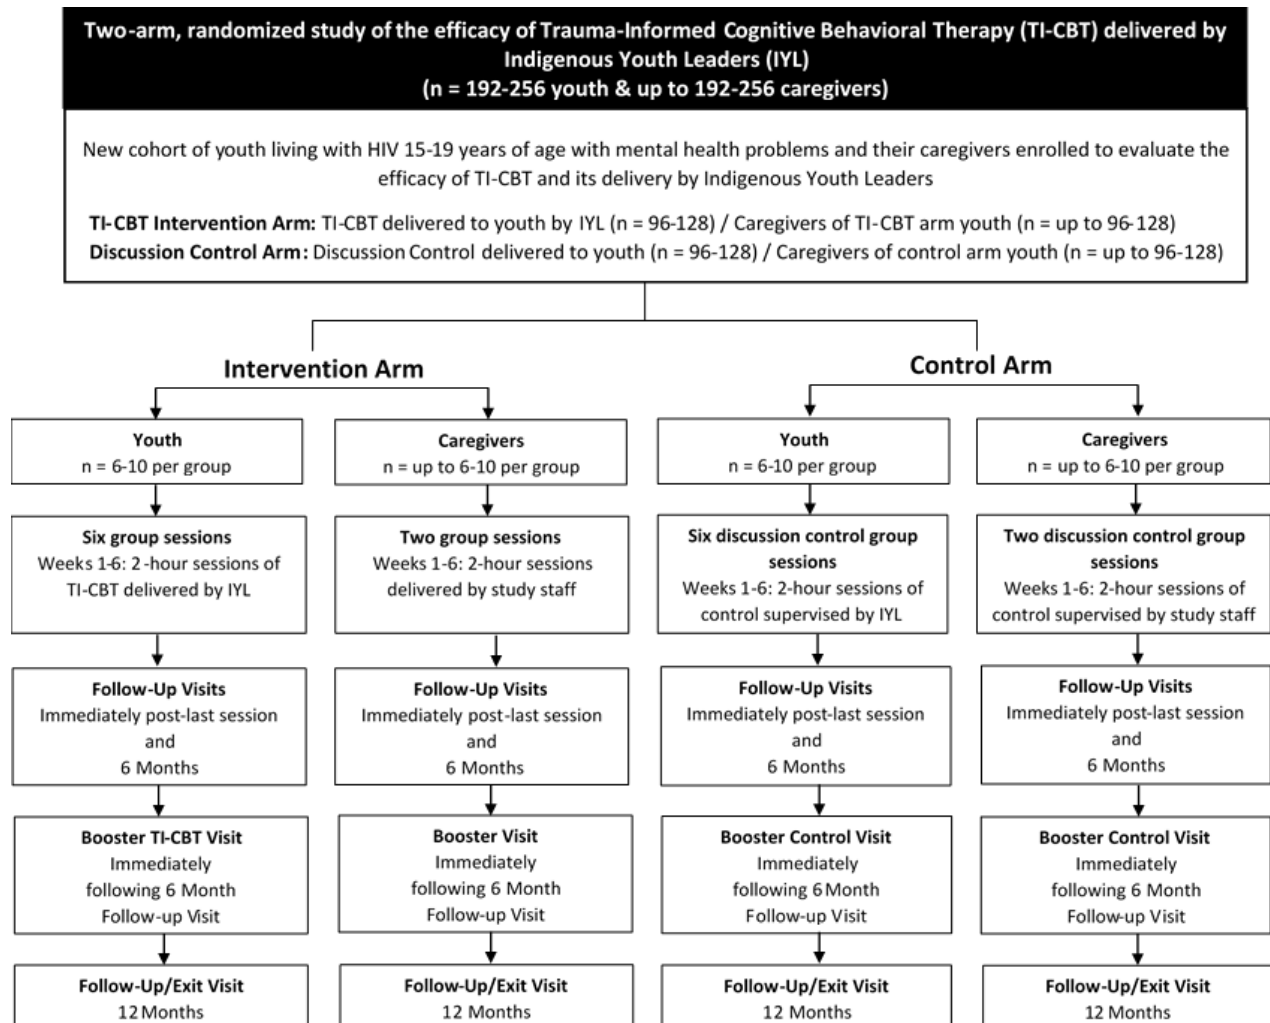 Two-arm, randomized study of the efficacy of Trauma-Informed Cognitive Behavioral Therapy (TI-CBT) delivered by
Indigenous Youth Leaders (IYL)
(n = 192-256 youth & up to 192-256 caregivers)
New cohort of youth living with HIV 15-19 years of age with mental health problems and their caregivers enrolled to evaluate the
efficacy of TI-CBT and its delivery by Indigenous Youth Leaders
TI-CBT Intervention Arm: TI-CBT delivered to youth by IYL (n = 96-128) / Caregivers of TI-CBT arm youth (n = up to 96-128)
Discussion Control Arm: Discussion Control delivered to youth (n = 96-128) / Caregivers of control arm youth (n = up to 96-128)
Intervention Arm
Youth
n = 6-10 per group
Caregivers
n = up to 6-10 per group
Six group sessions
Weeks 1-6: 2-hour sessions of
TI-CBT delivered by IYL
Two group sessions
Weeks 1-6: 2-hour sessions
delivered by study staff
Follow-Up Visits
Immediately post-last session
and
6 Months
Follow-Up Visits
Immediately post-last session
and
6 Months
Booster TI-CBT Visit
Immediately
following 6 Month
Follow-up Visit
Booster Visit
Immediately
following 6 Month
Follow-up Visit
Follow-Up/Exit Visit
12 Months
Follow-Up/Exit Visit
12 Months
Control Arm
Youth
n = 6-10 per group
Caregivers
n = up to 6-10 per group
Six discussion control group
sessions
Weeks 1-6: 2-hour sessions of
control supervised by IYL
Two discussion control group
sessions
Weeks 1-6: 2-hour sessions of
control supervised by study staff
Follow-Up Visits
Immediately post-last session
and
6 Months
Follow-Up Visits
Immediately post-last session
and
6 Months
Booster Control Visit
Immediately
following 6 Month
Follow-up Visit
Booster Control Visit
Immediately
following 6 Month
Follow-up Visit
Follow-Up/Exit Visit
12 Months
Follow-Up/Exit Visit
12 Months